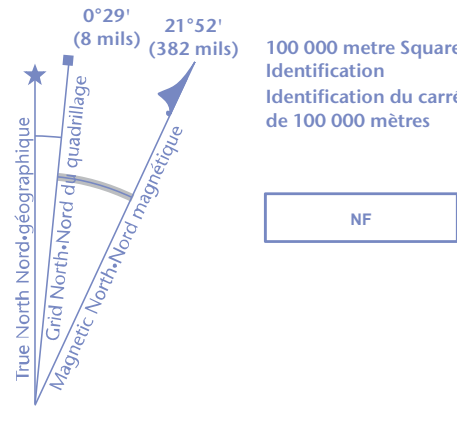 0°29'
(8 mils)
21°52'
(382 mils)
True North Nord•géographique
Grid North•Nord du quadrillage
Magnetic North•Nord magnétique
100 000 metre Square
Identification
Identification du carré
de 100 000 mètres
NF